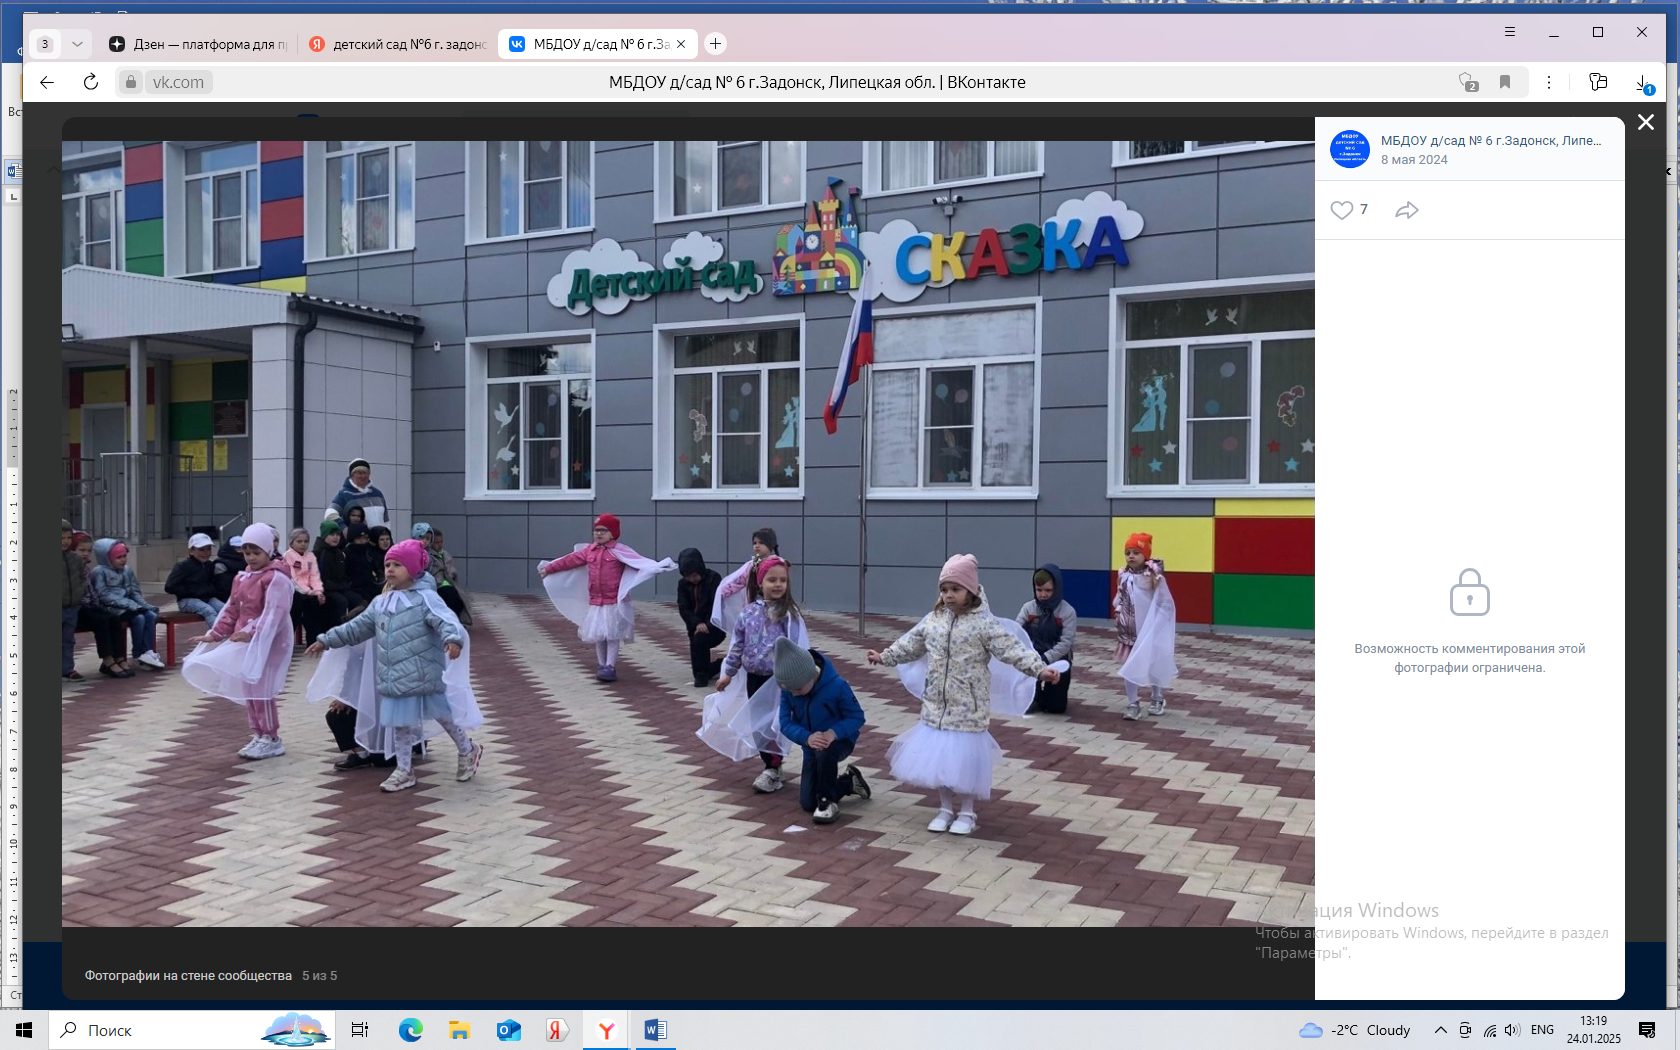 3
Дзен — платформа для п
детский сад №6 г. задонс
МБДОУ д/сад № 6 г.За
vk.com
МБДОУ д/сад № 6 г.Задонск, Липецкая обл. | ВКонтакте
2
1
Детский сад
СКАЗКА
МБДОУ д/сад № 6 г.Задонск, Липе...
8 мая 2024
7
Возможность комментирования этой
фотографии ограничена.
Windows
Чтобы активировать Windows, перейдите в раздел
"Параметры".
Фотографии на стене сообщества 5 из 5
Поиск
-2°C Cloudy
ENG
13:19
24.01.2025